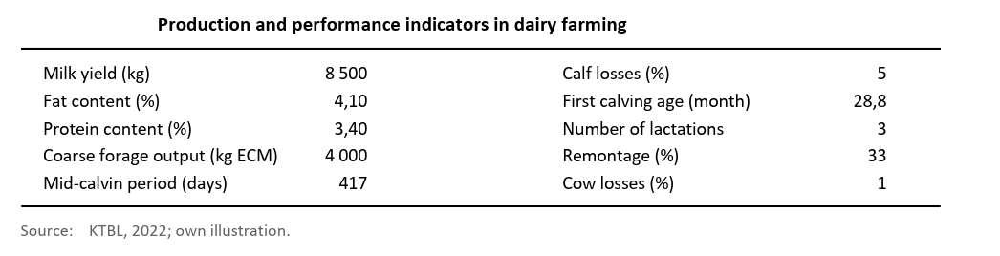 Production and performance indicators in dairy farming
Milk yield (kg) 8 500 Calf losses (%) 5
Fat content (%) 4,10 First calving age (month) 28,8
Protein content (%) 3,40 Number of lactations 3
Coarse forage output (kg ECM) 4 000 Remontage (%) 33
Mid-calvin period (days) 417 Cow losses (%) 1
Source: KTBL, 2022; own illustration.